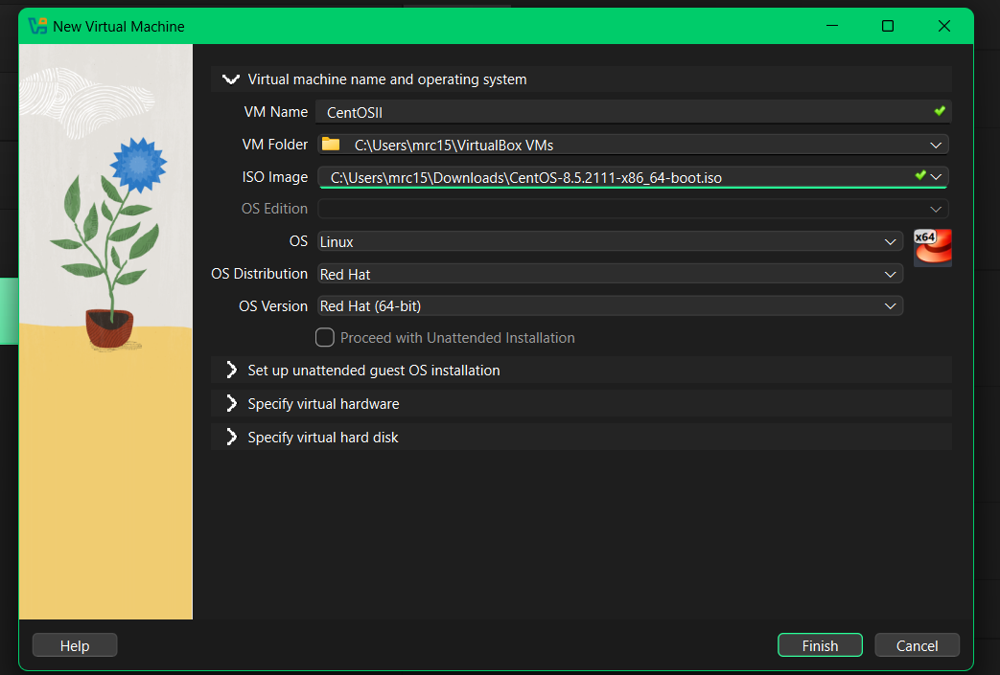 New Virtual Machine
Virtual machine name and operating system
VM Name CentOSII
VM Folder C:\Users\mrc15\VirtualBox VMs
ISO Image C:\Users\mrc15\Downloads\CentOS-8.5.2111-x86_64-boot.iso
OS Edition
OS Linux
x64
OS Distribution Red Hat
OS Version Red Hat (64-bit)
Proceed with Unattended Installation
Set up unattended guest OS installation
Specify virtual hardware
Specify virtual hard disk
Help Finish Cancel